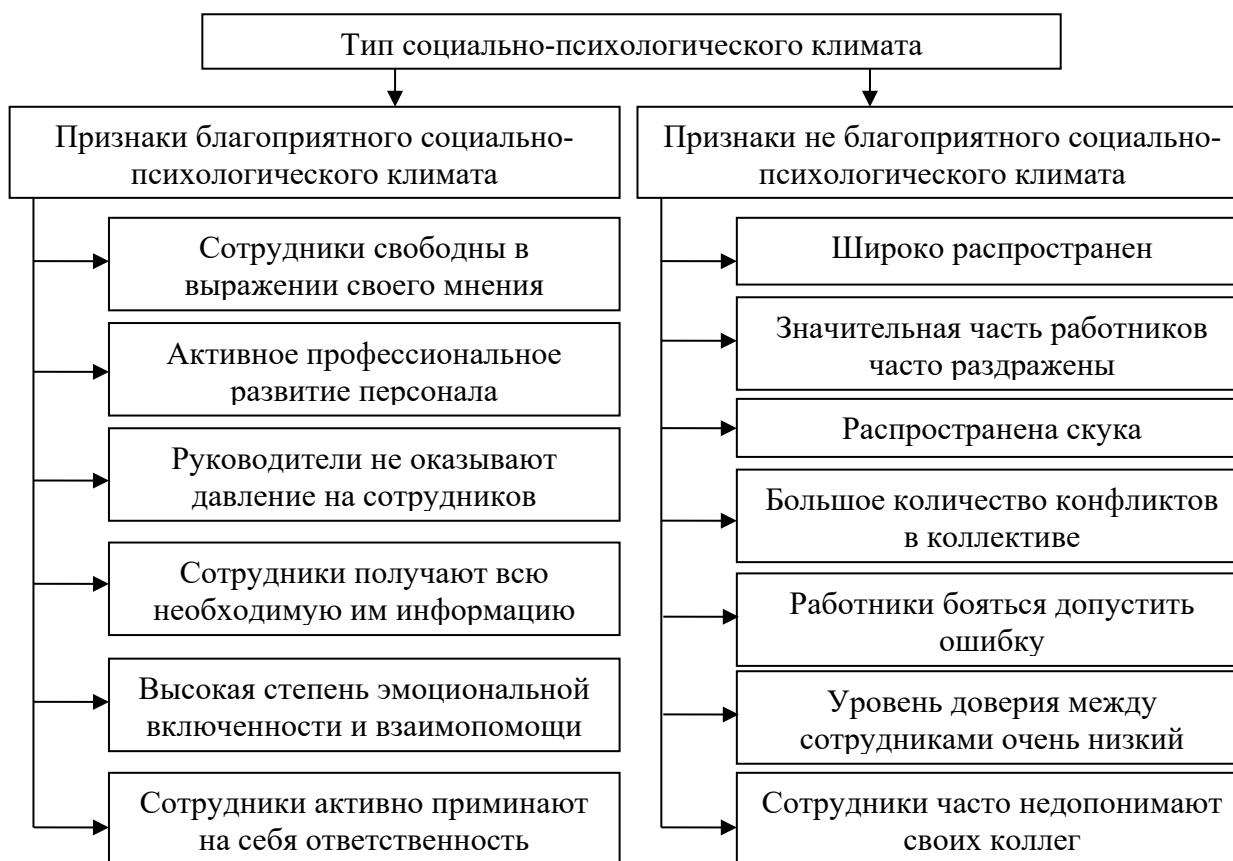 Тип социально-психологического климата
Признаки благоприятного социально-
психологического климата
Сотрудники свободны в
выражении своего мнения
Активное профессиональное
развитие персонала
Руководители не оказывают
давление на сотрудников
Сотрудники получают всю
необходимую им информацию
Высокая степень эмоциональной
включенности и взаимопомощи
Сотрудники активно приминают
на себя ответственность
Признаки не благоприятного социально-
психологического климата
Широко распространен
Значительная часть работников
часто раздражены
Распространена скука
Большое количество конфликтов
в коллективе
Работники бояться допустить
ошибку
Уровень доверия между
сотрудниками очень низкий
Сотрудники часто недопонимают
своих коллег